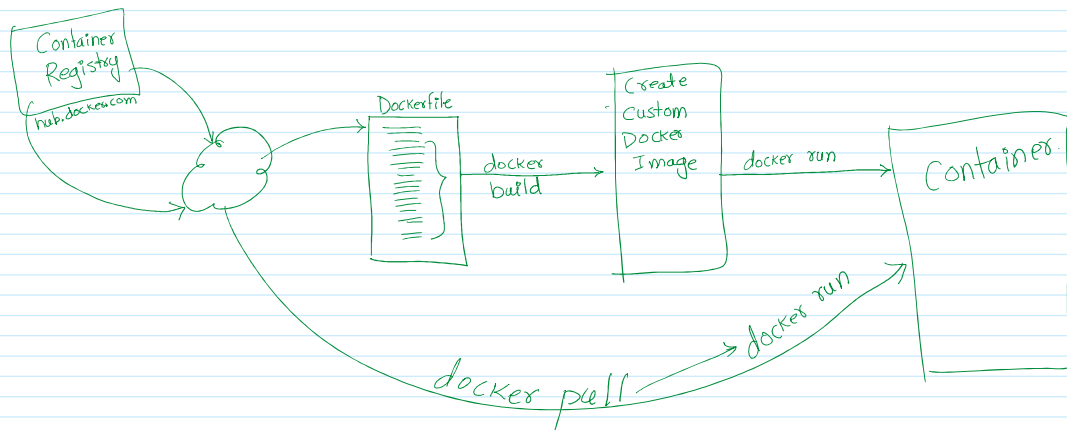 Container
Registry
hub.docker.com
Dockerfile
docker
build
Create
Custom
Docker
Image
docker run
Container.
docker pull
docker run